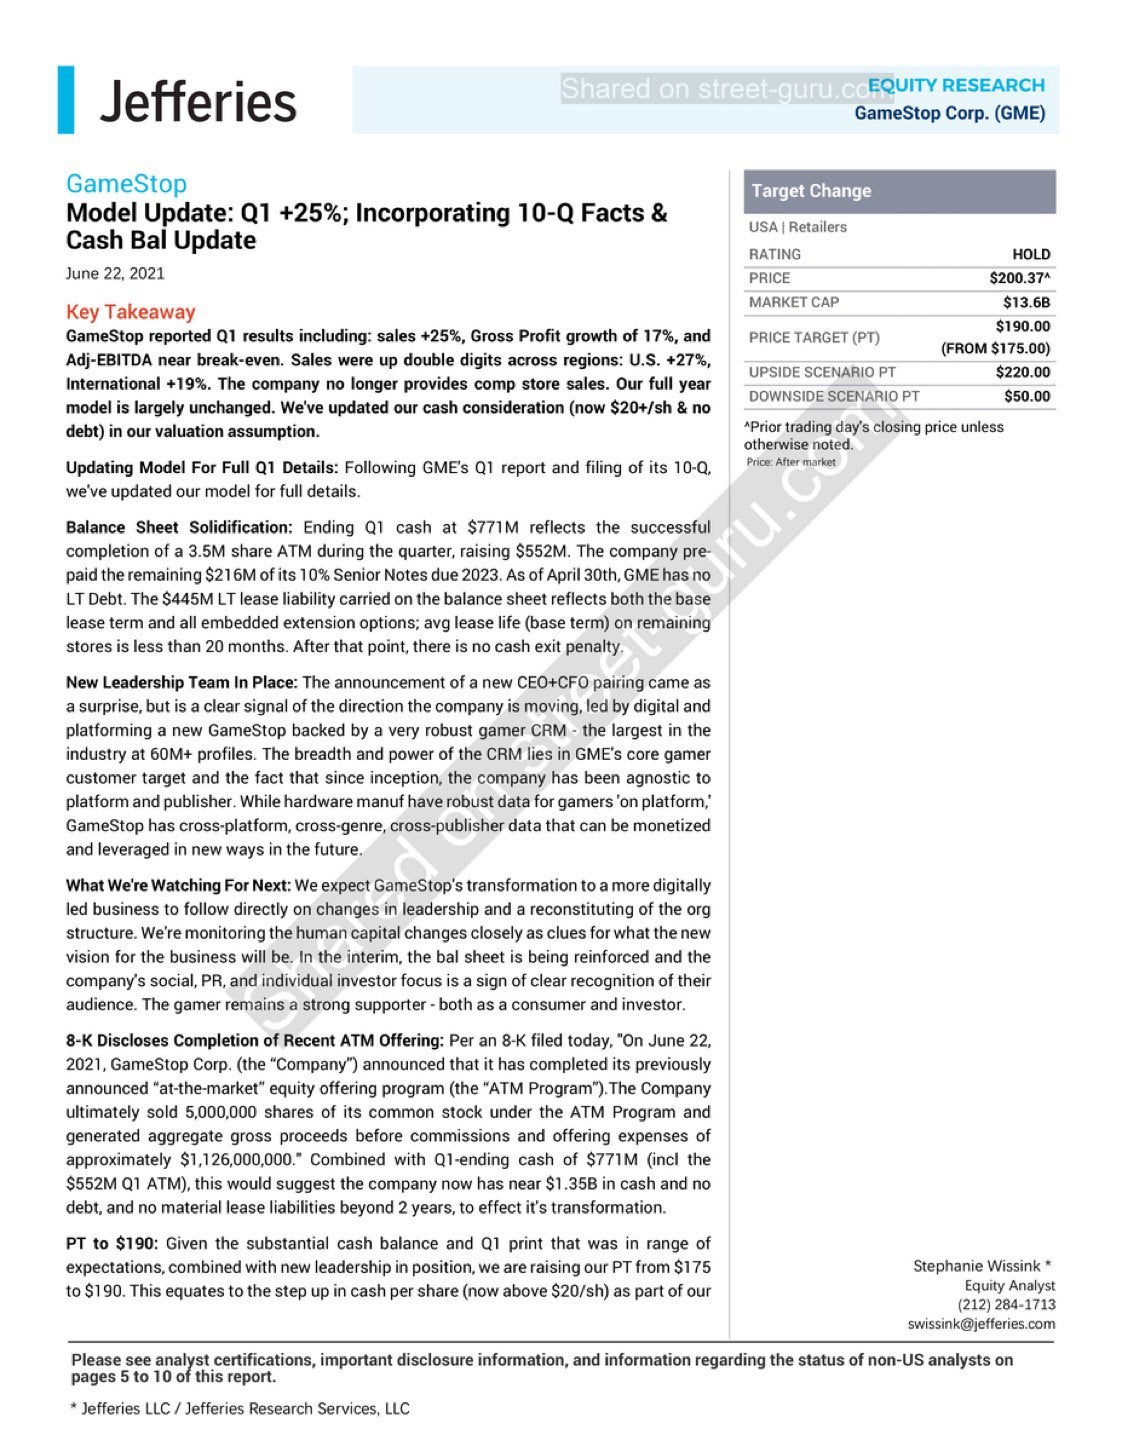 Jefferies
Shared on street-guru.com
EQUITY RESEARCH
GameStop Corp. (GME)
GameStop
Model Update: Q1 +25%; Incorporating 10-Q Facts &
Cash Bal Update
June 22, 2021
Key Takeaway
GameStop reported Q1 results including: sales +25%, Gross Profit growth of 17%, and
Adj-EBITDA near break-even. Sales were up double digits across regions: U.S. +27%,
International +19%. The company no longer provides comp store sales. Our full year
model is largely unchanged. We've updated our cash consideration (now $20+/sh & no
debt) in our valuation assumption.
Updating Model For Full Q1 Details: Following GME's Q1 report and filing of its 10-Q,
we've updated our model for full details.
Balance Sheet Solidification: Ending Q1 cash at $771M reflects the successful
completion of a 3.5M share ATM during the quarter, raising $552M. The company pre-
paid the remaining $216M of its 10% Senior Notes due 2023. As of April 30th, GME has no
LT Debt. The $445M LT lease liability carried on the balance sheet reflects both the base
lease term and all embedded extension options; avg lease life (base term) on remaining
stores is less than 20 months. After that point, there is no cash exit penalty.
New Leadership Team In Place: The announcement of a new CEO+CFO pairing came as
a surprise, but is a clear signal of the direction the company is moving, led by digital and
platforming a new GameStop backed by a very robust gamer CRM - the largest in the
industry at 60M+ profiles. The breadth and power of the CRM lies in GME's core gamer
customer target and the fact that since inception, the company has been agnostic to
platform and publisher. While hardware manuf have robust data for gamers 'on platform,'
GameStop has cross-platform, cross-genre, cross-publisher data that can be monetized
and leveraged in new ways in the future.
What We're Watching For Next: We expect GameStop's transformation to a more digitally
led business to follow directly on changes in leadership and a reconstituting of the org
structure. We're monitoring the human capital changes closely as clues for what the new
vision for the business will be. In the interim, the bal sheet is being reinforced and the
company's social, PR, and individual investor focus is a sign of clear recognition of their
audience. The gamer remains a strong supporter - both as a consumer and investor.
8-K Discloses Completion of Recent ATM Offering: Per an 8-K filed today, "On June 22,
2021, GameStop Corp. (the “Company”) announced that it has completed its previously
announced “at-the-market” equity offering program (the “ATM Program”).The Company
ultimately sold 5,000,000 shares of its common stock under the ATM Program and
generated aggregate gross proceeds before commissions and offering expenses of
approximately $1,126,000,000." Combined with Q1-ending cash of $771M (incl the
$552M Q1 ATM), this would suggest the company now has near $1.35B in cash and no
debt, and no material lease liabilities beyond 2 years, to effect it's transformation.
PT to $190: Given the substantial cash balance and Q1 print that was in range of
expectations, combined with new leadership in position, we are raising our PT from $175
to $190. This equates to the step up in cash per share (now above $20/sh) as part of our
Target Change
USA | Retailers
RATING HOLD
PRICE $200.37^
MARKET CAP $13.6B
PRICE TARGET (PT) $190.00
(FROM $175.00)
UPSIDE SCENARIO PT $220.00
DOWNSIDE SCENARIO PT $50.00
^Prior trading day's closing price unless
otherwise noted.
Price: After market
Shared on street-guru.com
Stephanie Wissink *
Equity Analyst
(212) 284-1713
swissink@jefferies.com
Please see analyst certifications, important disclosure information, and information regarding the status of non-US analysts on
pages 5 to 10 of this report.
* Jefferies LLC / Jefferies Research Services, LLC